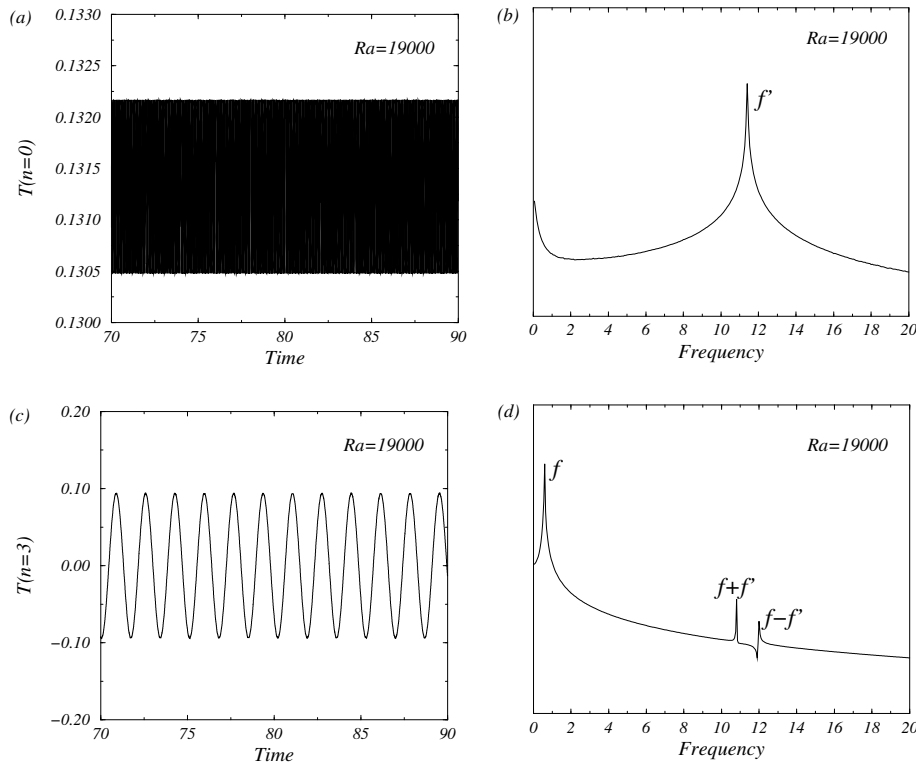 (a)
0.1330
0.1325
0.1320
0.1315
0.1310
0.1305
0.1300
T(n=0)
Ra=19000
70 75 80 85 90
Time
(b)
Ra=19000
f'
0 2 4 6 8 10 12 14 16 18 20
Frequency
(c)
0.20
0.10
0.00
−0.10
−0.20
T(n=3)
Ra=19000
70 75 80 85 90
Time
(d)
Ra=19000
f
f+f'
f−f'
0 2 4 6 8 10 12 14 16 18 20
Frequency